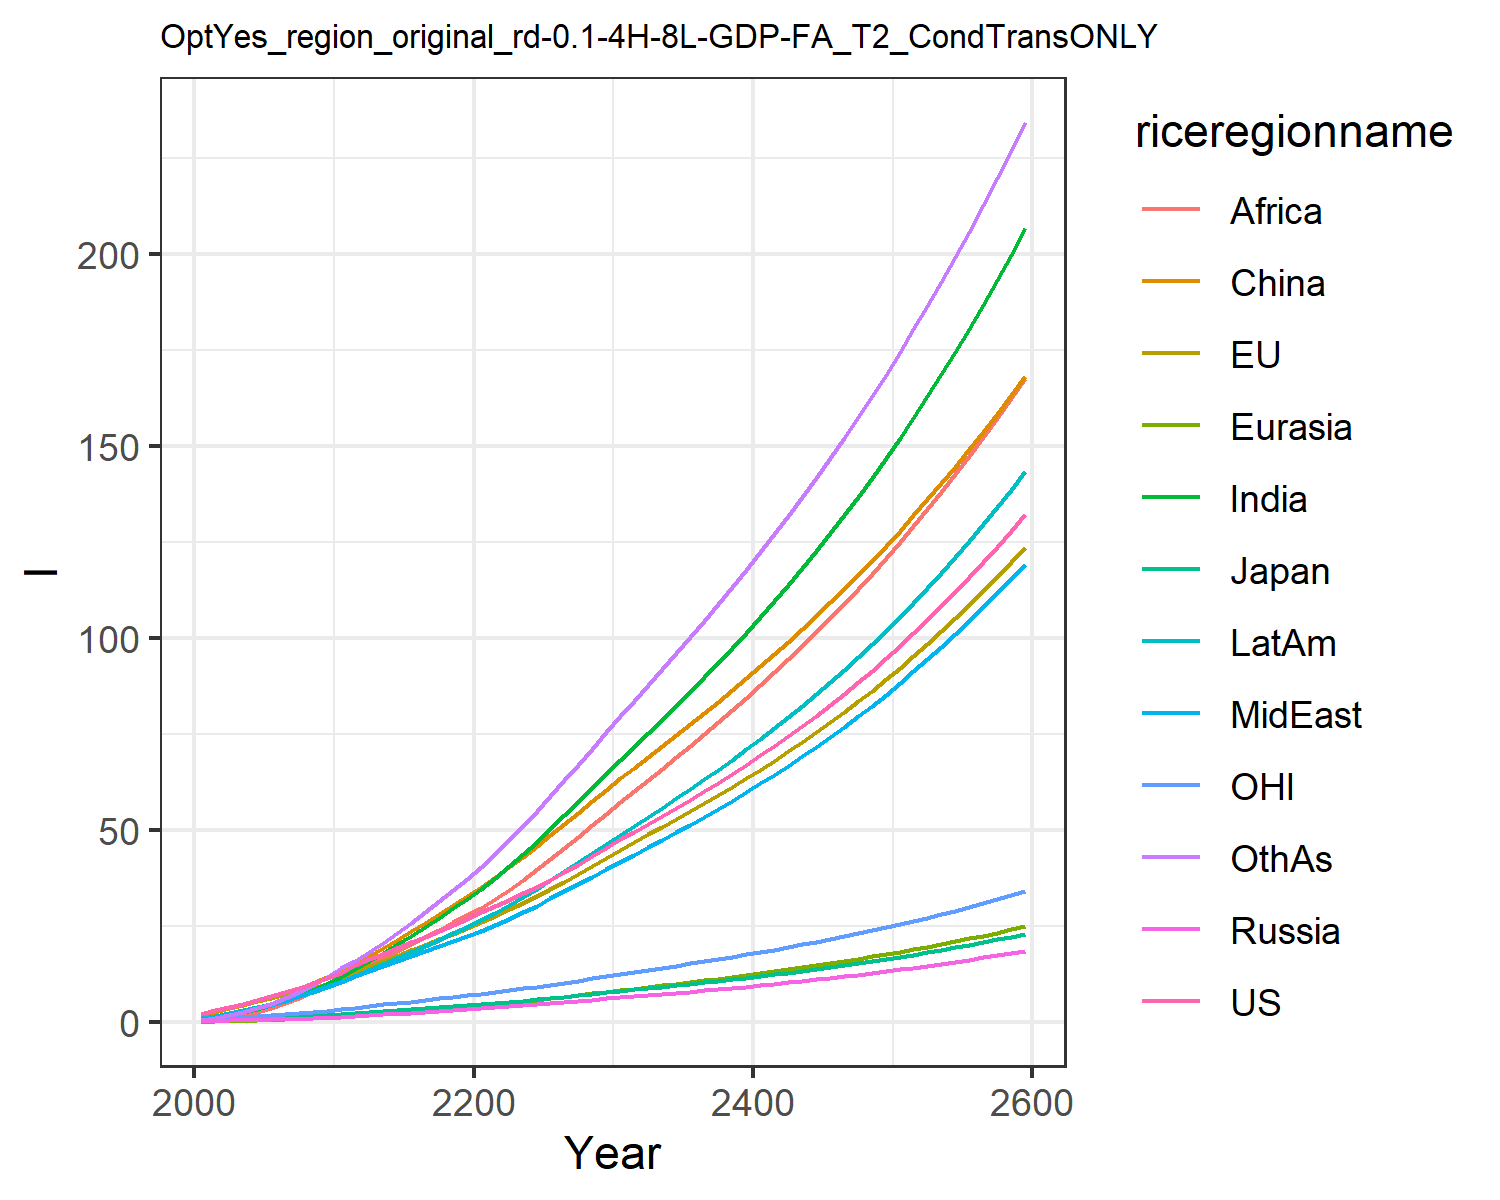 OptYes_region_original_rd-0.1-4H-8L-GDP-FA_T2_CondTransONLY
I
200
150
100
50
0
2000
2200
2400
2600
Year
riceregionname
Africa
China
EU
Eurasia
India
Japan
LatAm
MidEast
OHI
OthAs
Russia
US